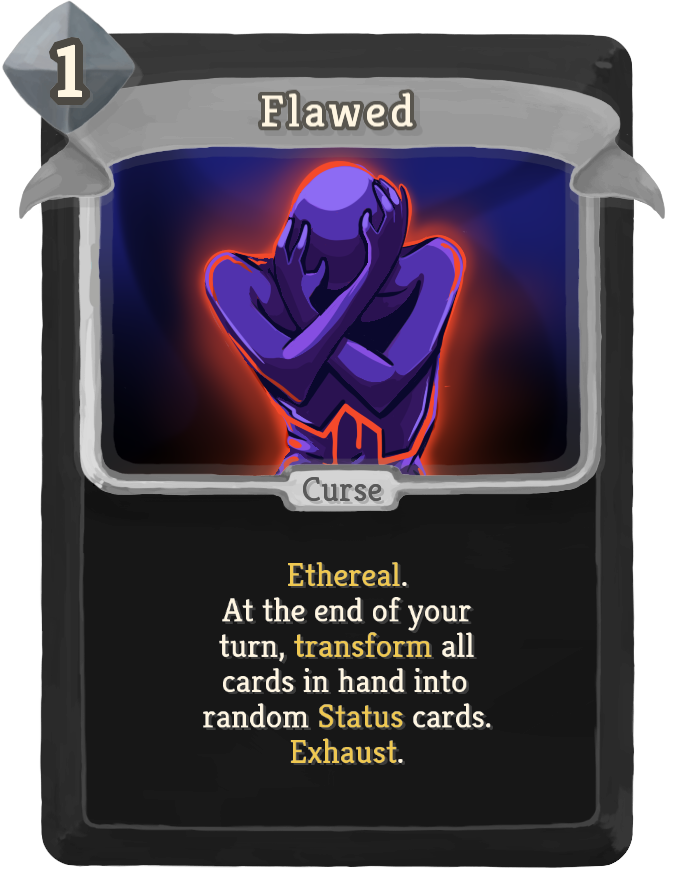 1
Flawed
Curse
Ethereal.
At the end of your
turn, transform all
cards in hand into
random Status cards.
Exhaust.